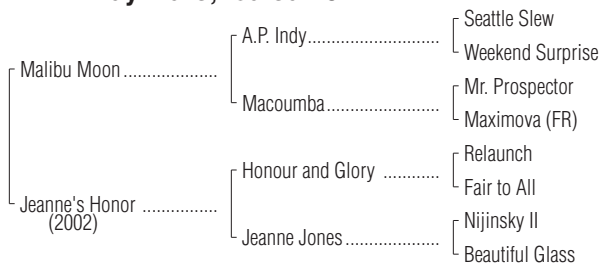 Seattle Slew
A.P. Indy
Weekend Surprise
Malibu Moon
Mr. Prospector
Macoumba
Maximova (FR)
Relaunch
Honour and Glory
Fair to All
Jeanne's Honor
(2002)
Nijinsky II
Jeanne Jones
Beautiful Glass